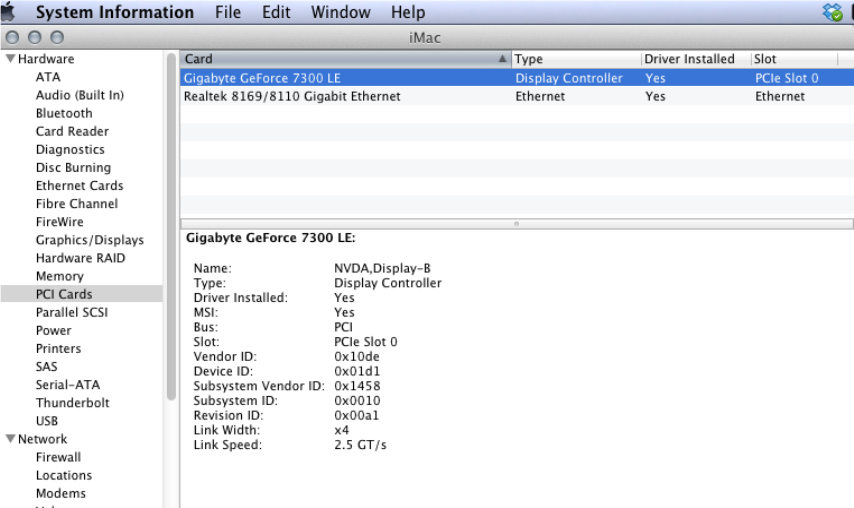 System Information File Edit Window Help
iMac
Hardware
ATA
Audio (Built In)
Bluetooth
Card Reader
Diagnostics
Disc Burning
Ethernet Cards
Fibre Channel
FireWire
Graphics/Displays
Hardware RAID
Memory
PCI Cards
Parallel SCSI
Power
Printers
SAS
Serial-ATA
Thunderbolt
USB
Network
Firewall
Locations
Modems
Card Type Driver Installed Slot
Gigabyte GeForce 7300 LE Display Controller Yes PCIe Slot 0
Realtek 8169/8110 Gigabit Ethernet Ethernet Yes Ethernet
Gigabyte GeForce 7300 LE:
Name: NVDA,Display-B
Type: Display Controller
Driver Installed: Yes
MSI: Yes
Bus: PCI
Slot: PCIe Slot 0
Vendor ID: 0x10de
Device ID: 0x01d1
Subsystem Vendor ID: 0x1458
Subsystem ID: 0x0010
Revision ID: 0x00a1
Link Width: x4
Link Speed: 2.5 GT/s